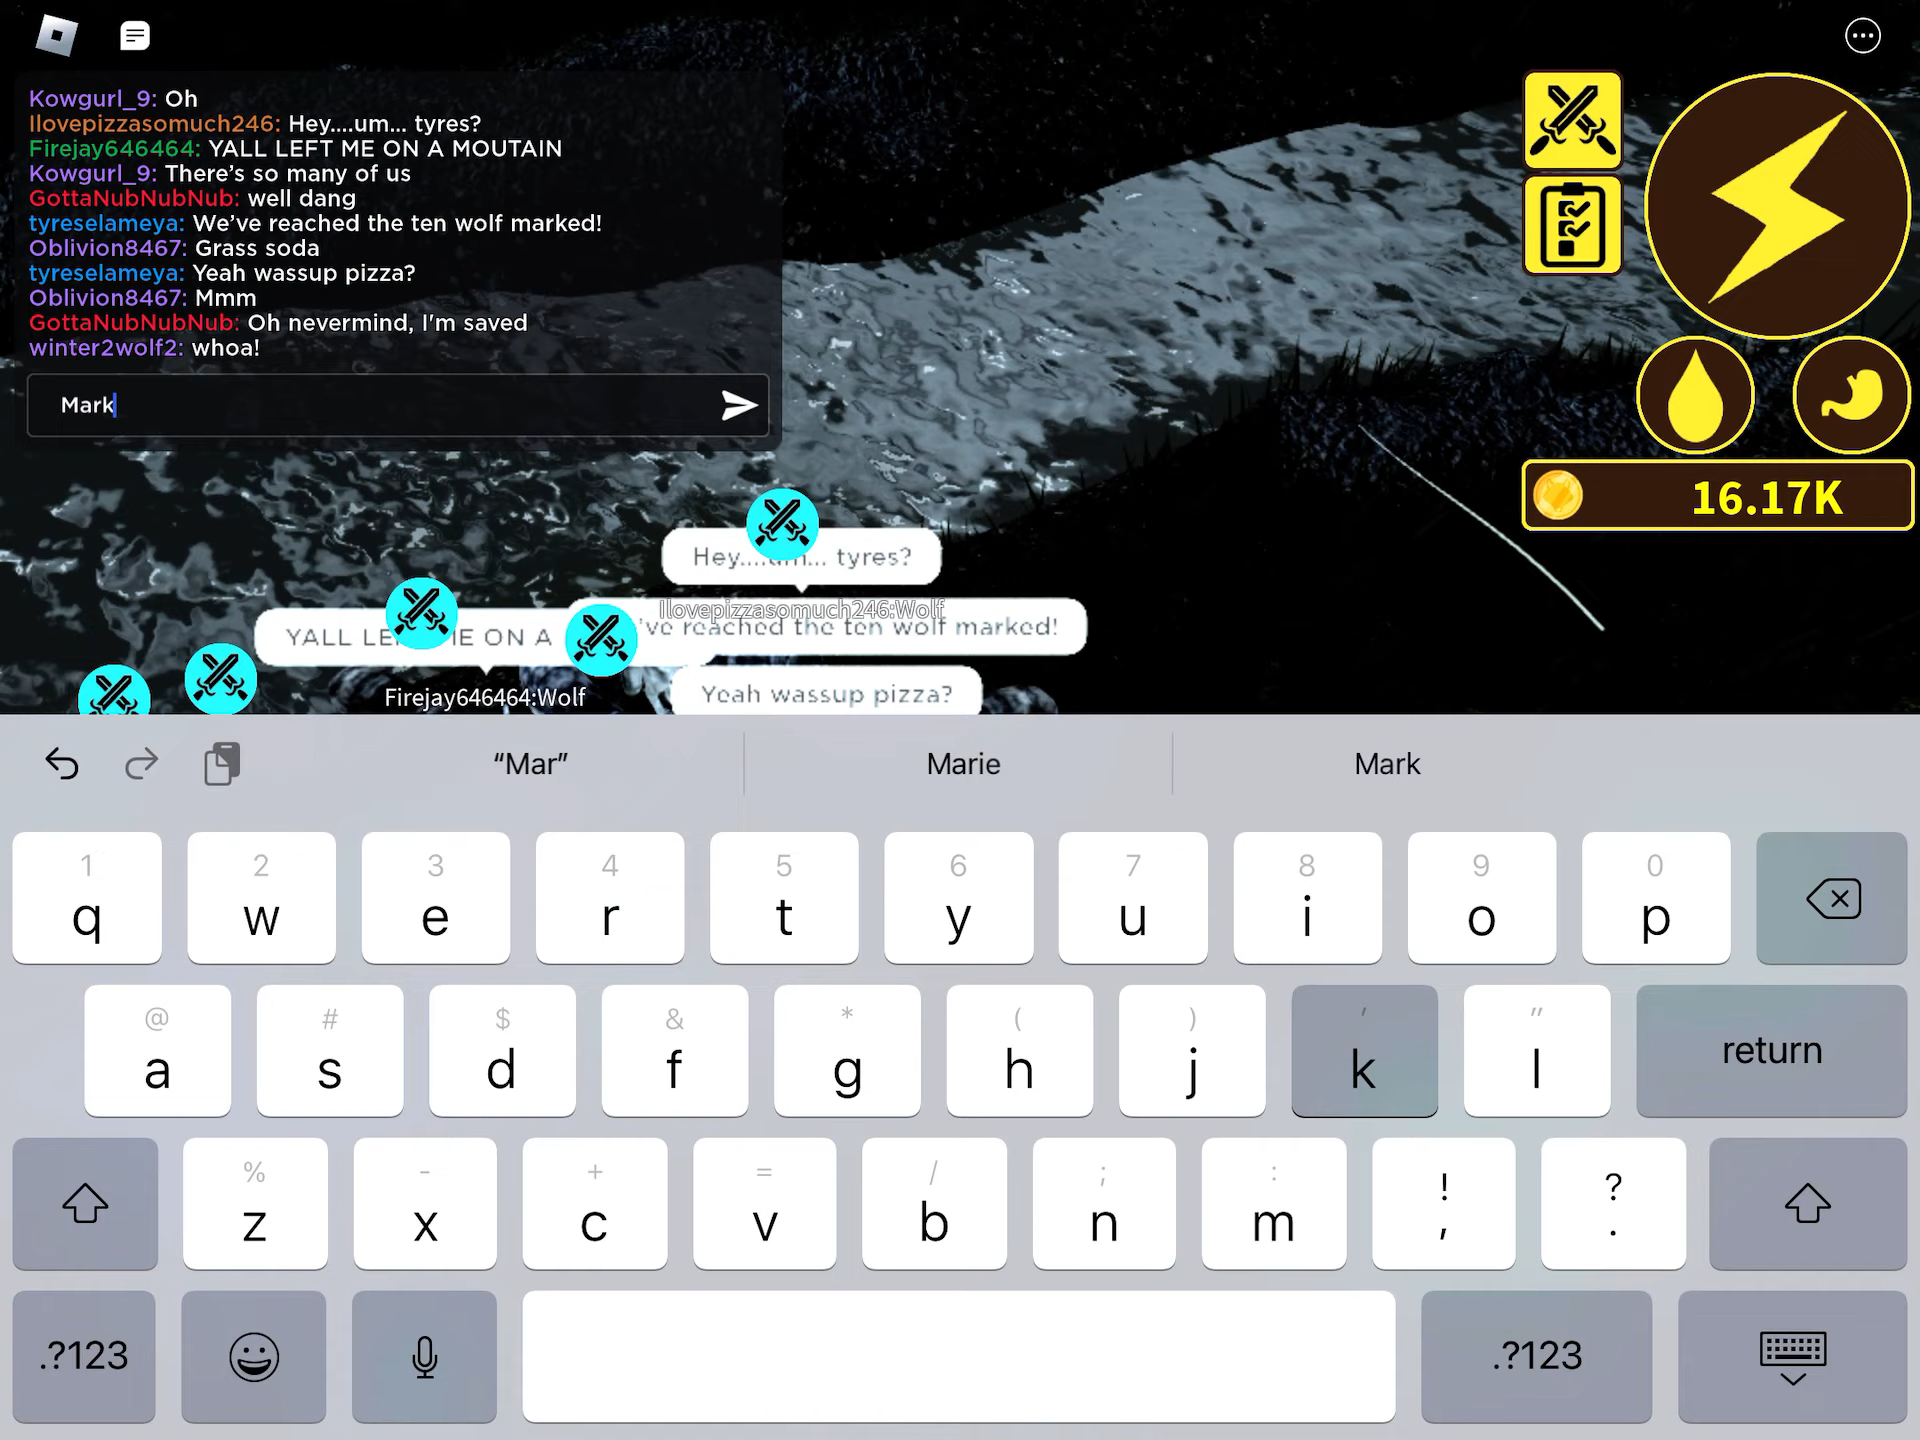 Kowgurl_9: Oh
Ilovepizzasomuch246: Hey....um... tyres?
Firejay646464: YALL LEFT ME ON A MOUTAIN
Kowgurl_9: There's so many of us
GottaNubNubNub: well dang
tyreselameya: We've reached the ten wolf marked!
Oblivion8467: Grass soda
tyreselameya: Yeah wassup pizza?
Oblivion8467: Mmm
GottaNubNubNub: Oh nevermind, I'm saved
winter2wolf2: whoa!
Mark
16.17K
Hey....um... tyres?
Ilovepizzasomuch246:Wolf
've reached the ten wolf marked!
YALL LE ME ON A
Firejay646464:Wolf
Yeah wassup pizza?
“Mar” Marie Mark
1 2 3 4 5 6 7 8 9 0
q w e r t y u i o p
@ # $ & * ( ) ' "
a s d f g h j k l return
% - + = / ; : ! ?
z x c v b n m , .
.?123 .?123